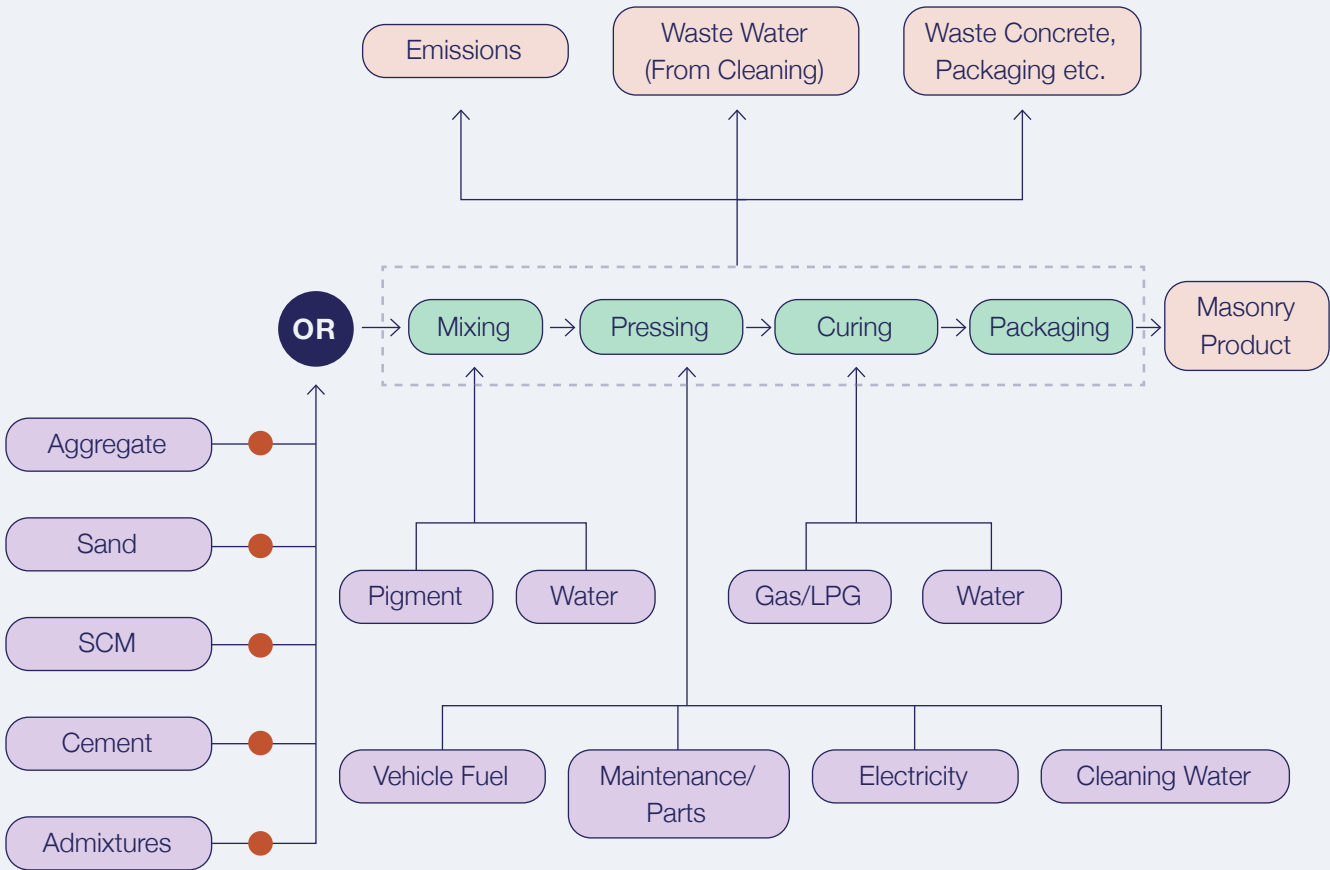 Emissions
Waste Water
(From Cleaning)
Waste Concrete,
Packaging etc.
OR
Mixing
Pressing
Curing
Packaging
Masonry
Product
Aggregate
Sand
SCM
Cement
Admixtures
Pigment
Water
Gas/LPG
Water
Vehicle Fuel
Maintenance/
Parts
Electricity
Cleaning Water